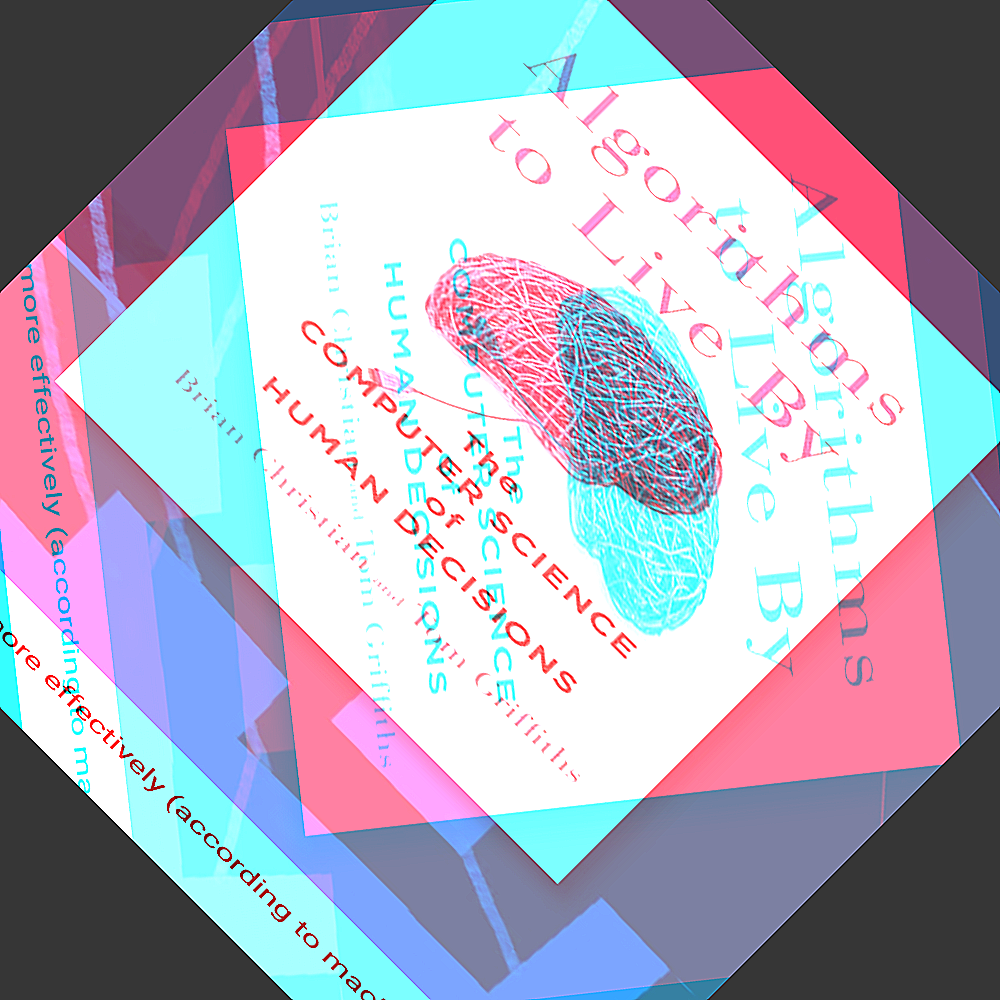 Algorithms
to Live By
The
COMPUTER SCIENCE
of
HUMAN DECISIONS
Brian Christian and Tom Griffiths
more effectively (according to